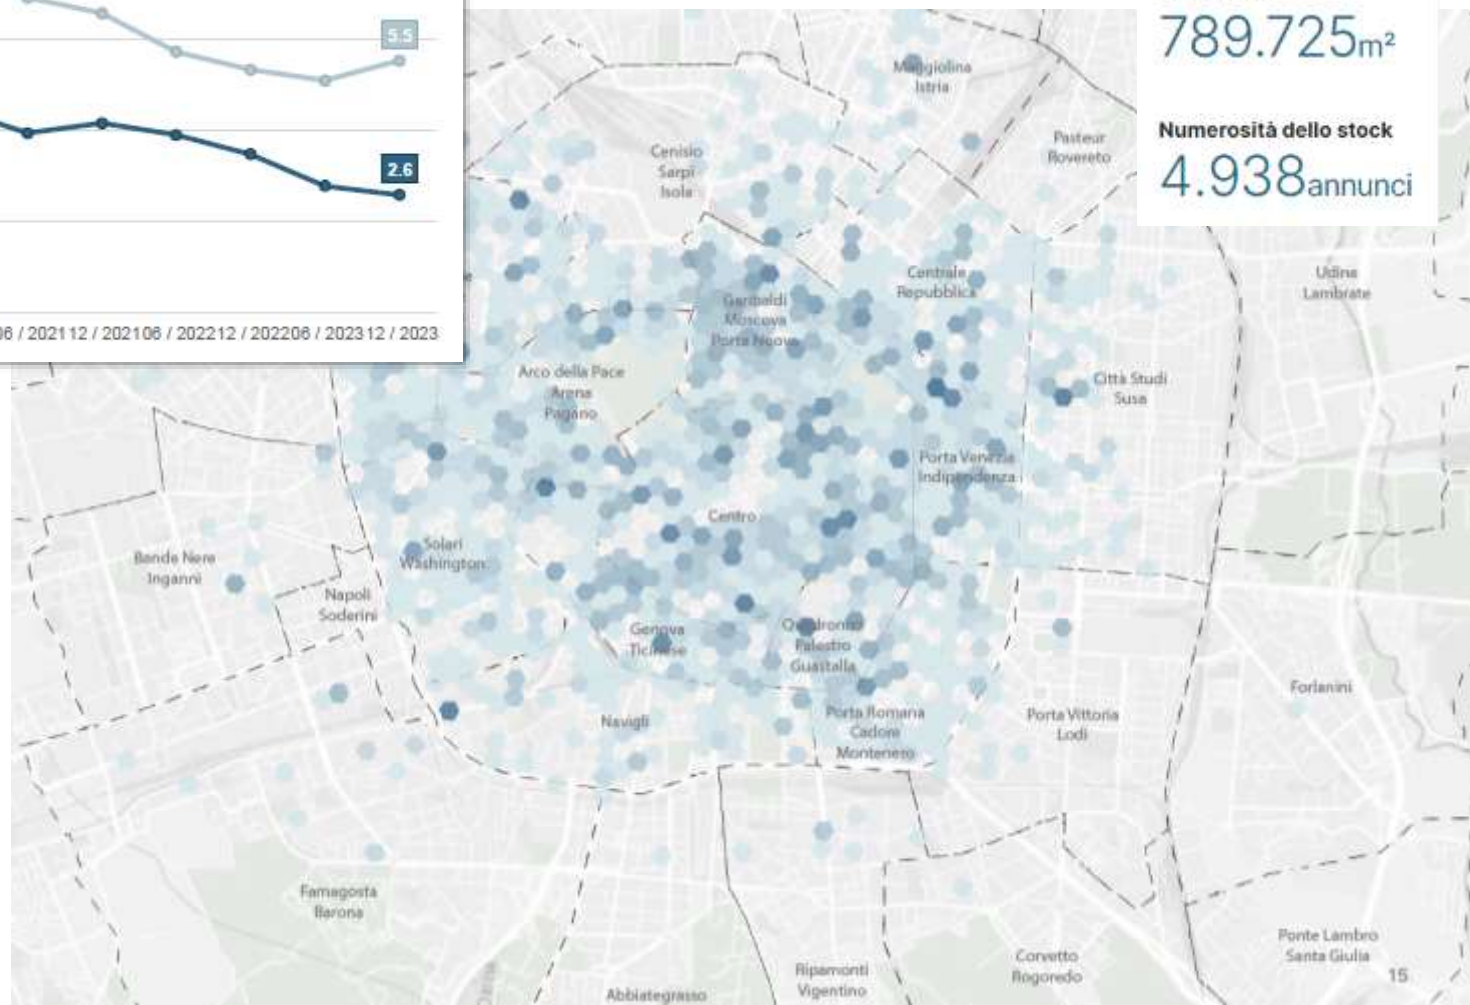 5.5
2.6
06 / 2021 12 / 2021 06 / 2022 12 / 2022 06 / 2023 12 / 2023
789.725m²
Numerosità dello stock
4.938annunci
Maggiolina
Istria
Pasteur
Rovereto
Cenisio
Sarpi
Isola
Centrale
Repubblica
Udine
Lambrate
Garibaldi
Moscova
Porta Nuova
Arco della Pace
Arena
Pagano
Città Studi
Susa
Porta Venezia
Indipendenza
Centro
Solari
Washington
Bande Nere
Inganni
Napoli
Soderini
Genova
Ticinese
Quadronno
Palestro
Guastalla
Navigli
Porta Romana
Cadore
Montenero
Porta Vittoria
Lodi
Forlanini
Famagosta
Barona
Ripamonti
Vigentino
Corvetto
Rogoredo
Ponte Lambro
Santa Giulia
15
Abbiategrasso